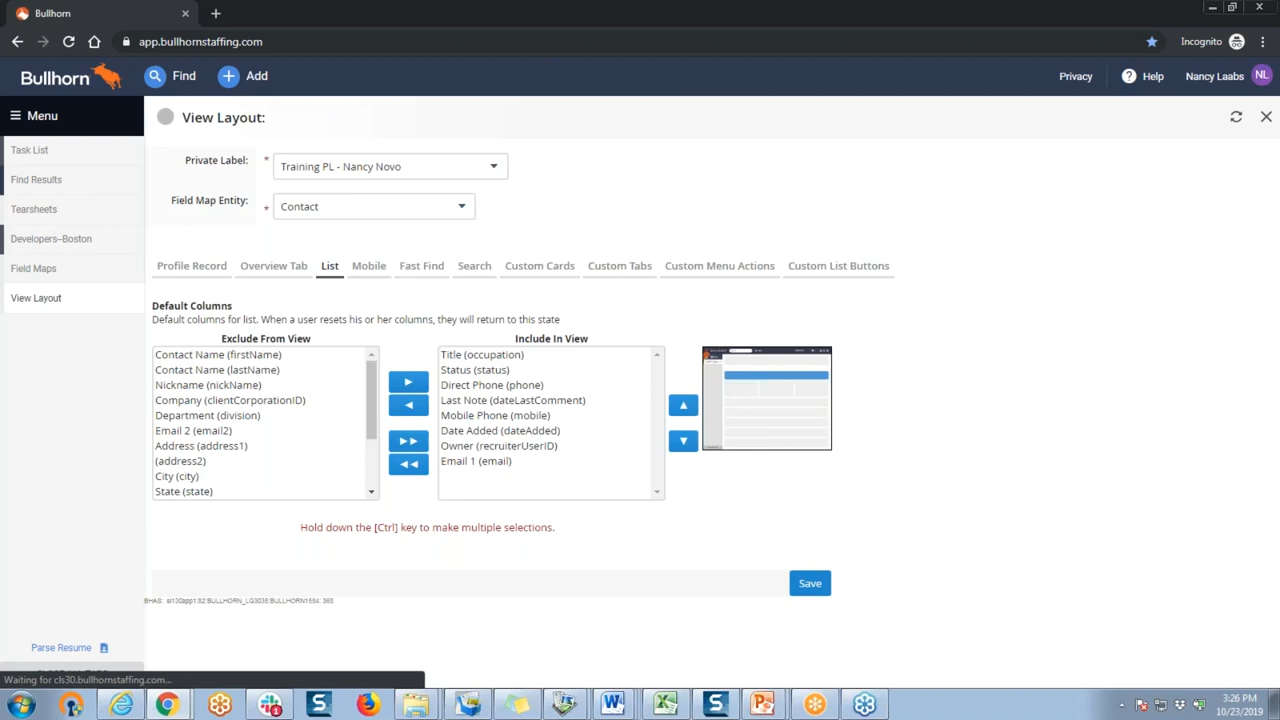 Bullhorn
app.bullhornstaffing.com
Incognito
Bullhorn
Find
Add
Privacy
? Help
Nancy Laabs
NL
Menu
View Layout:
Task List
Find Results
Tearsheets
Developers--Boston
Field Maps
View Layout
Private Label:
*
Training PL - Nancy Novo
Field Map Entity:
*
Contact
Profile Record
Overview Tab
List
Mobile
Fast Find
Search
Custom Cards
Custom Tabs
Custom Menu Actions
Custom List Buttons
Default Columns
Default columns for list. When a user resets his or her columns, they will return to this state
Exclude From View
Include In View
Contact Name (firstName)
Contact Name (lastName)
Nickname (nickName)
Company (clientCorporationID)
Department (division)
Email 2 (email2)
Address (address1)
(address2)
City (city)
State (state)
Title (occupation)
Status (status)
Direct Phone (phone)
Last Note (dateLastComment)
Mobile Phone (mobile)
Date Added (dateAdded)
Owner (recruiterUserID)
Email 1 (email)
Hold down the [Ctrl] key to make multiple selections.
Save
Parse Resume
Waiting for cls30.bullhornstaffing.com...
3:26 PM
10/23/2019